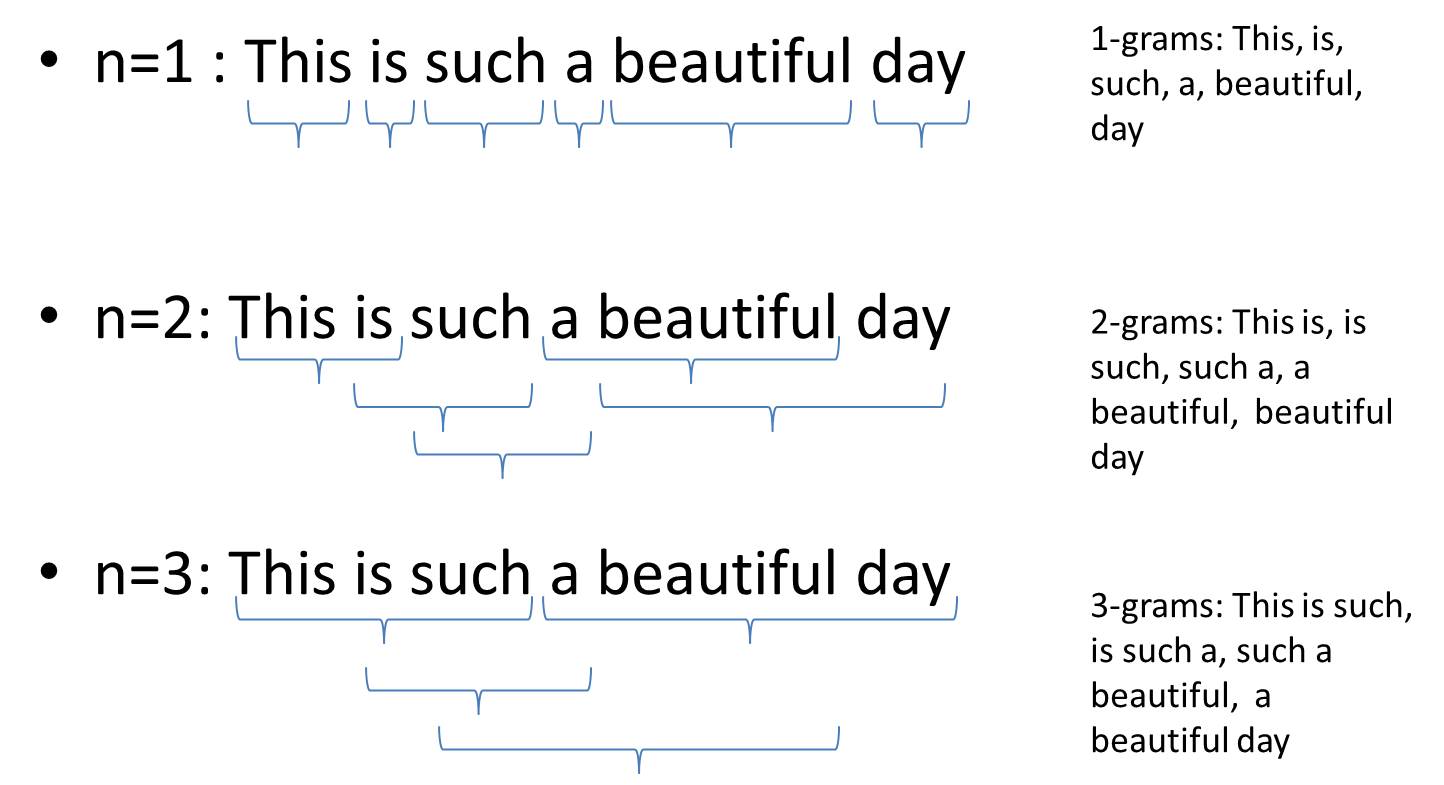 • n=1 : This is such a beautiful day
1-grams: This, is,
such, a, beautiful,
day
• n=2: This is such a beautiful day
2-grams: This is, is
such, such a, a
beautiful,  beautiful
day
• n=3: This is such a beautiful day
3-grams: This is such,
is such a, such a
beautiful,  a
beautiful day